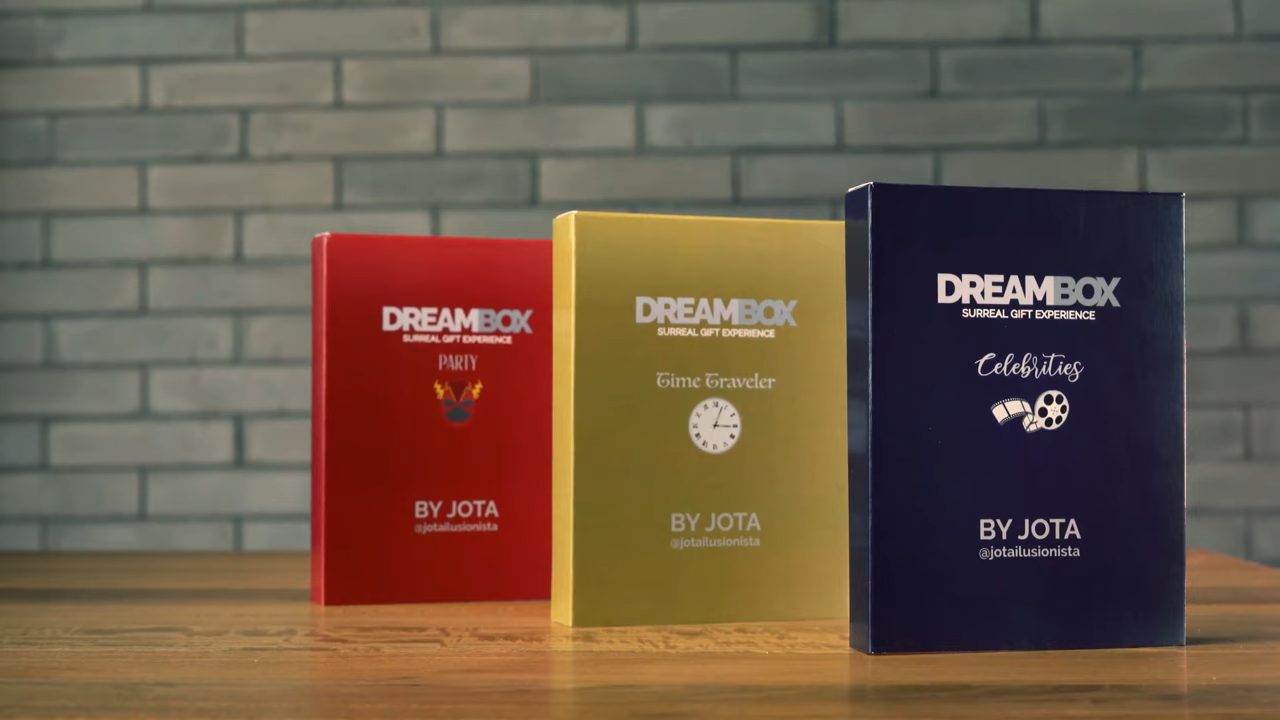 DREAMBOX
SURREAL GIFT EXPERIENCE
PARTY
BY JOTA
@jotailusionista
DREAMBOX
SURREAL GIFT EXPERIENCE
Time Traveler
BY JOTA
@jotailusionista
DREAMBOX
SURREAL GIFT EXPERIENCE
Celebrities
BY JOTA
@jotailusionista